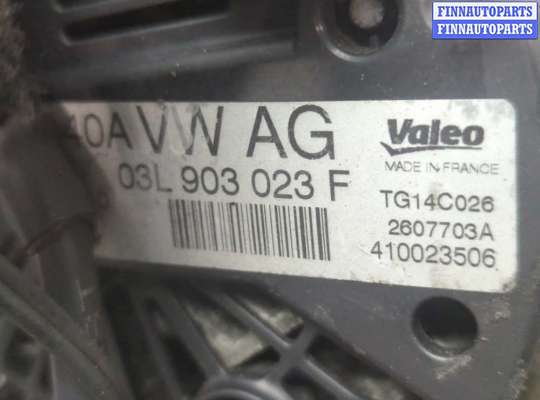 FINNAUTOPARTS
FINNAUTOPARTS
40A VW AG
03L 903 023 F
Valeo
MADE IN FRANCE
TG14C026
2607703A
410023506